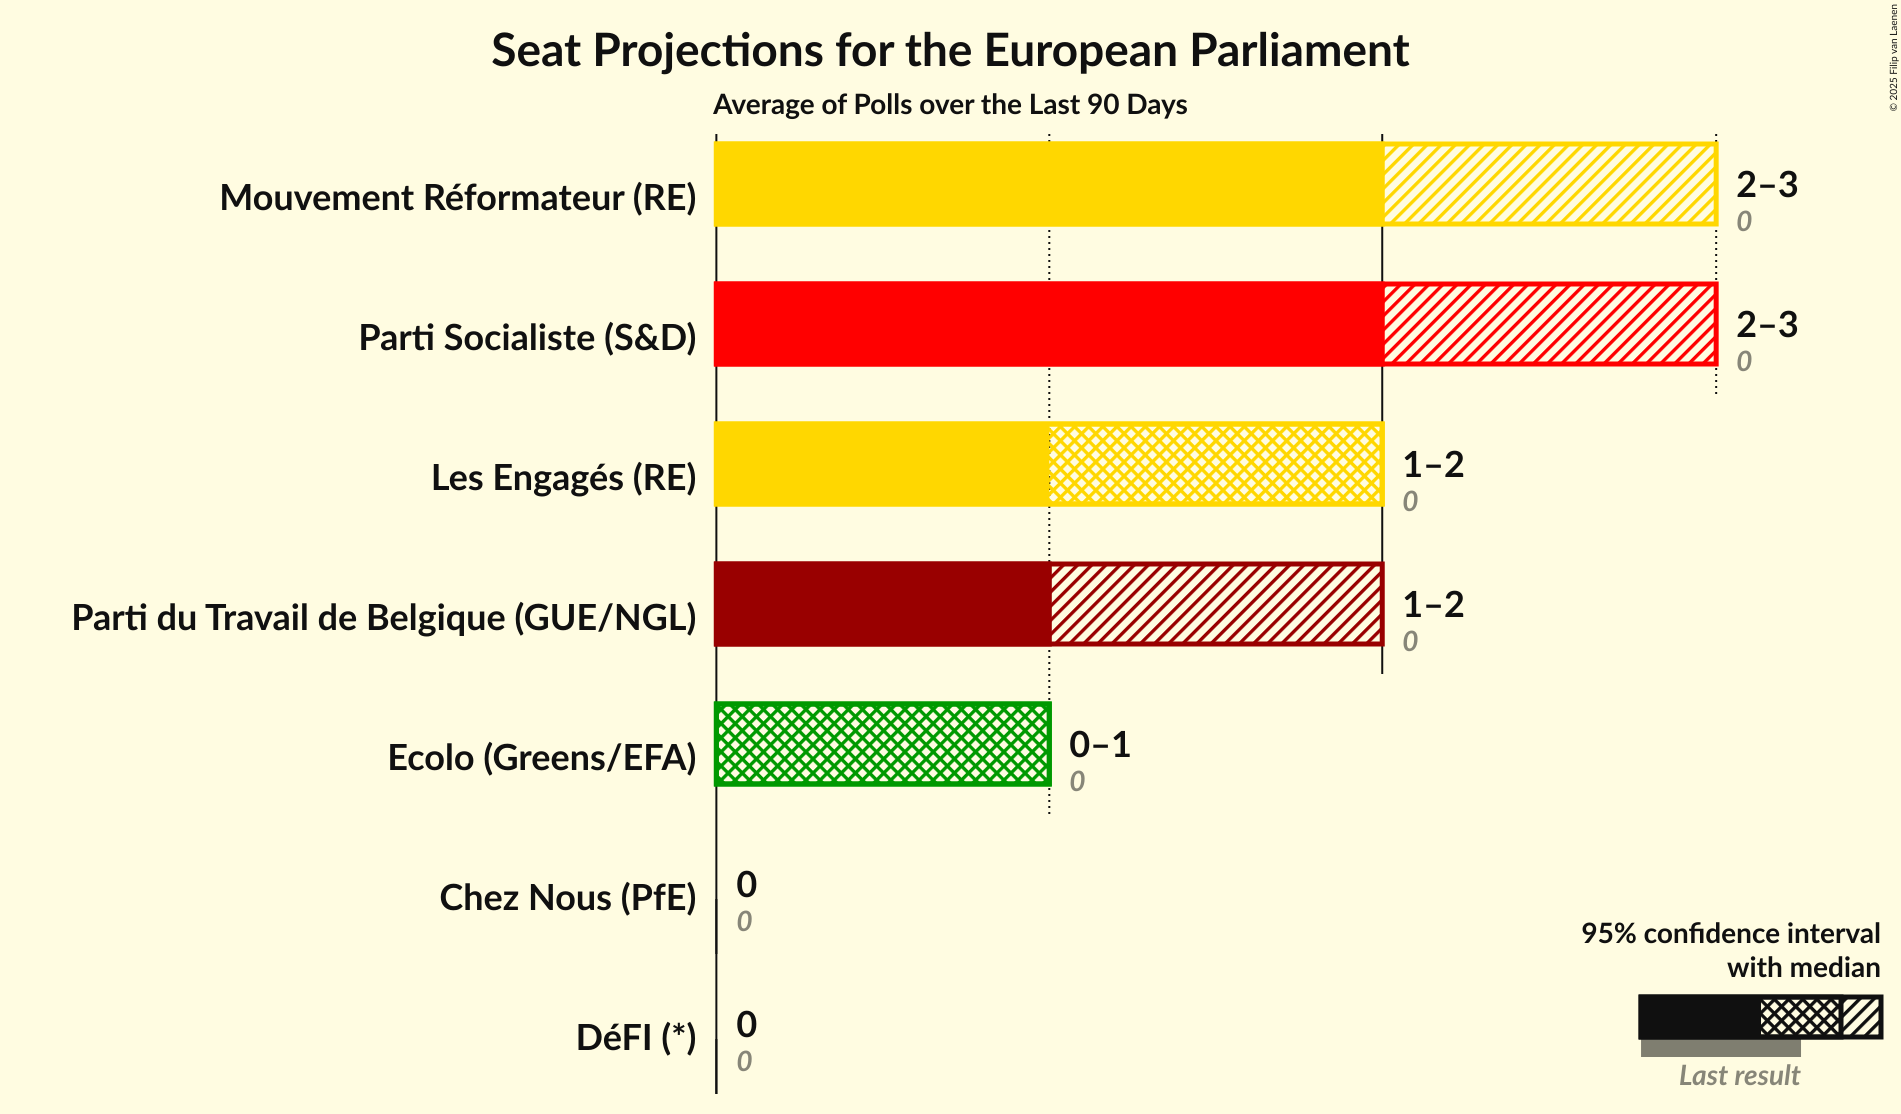 Seat Projections for the European Parliament
Average of Polls over the Last 90 Days
© 2025 Filip van Laenen
Mouvement Réformateur (RE)
2–3
0
Parti Socialiste (S&D)
2–3
0
Les Engagés (RE)
1–2
0
Parti du Travail de Belgique (GUE/NGL)
1–2
0
Ecolo (Greens/EFA)
0–1
0
Chez Nous (PfE)
0
0
DéFI (*)
0
0
95% confidence interval
with median
Last result